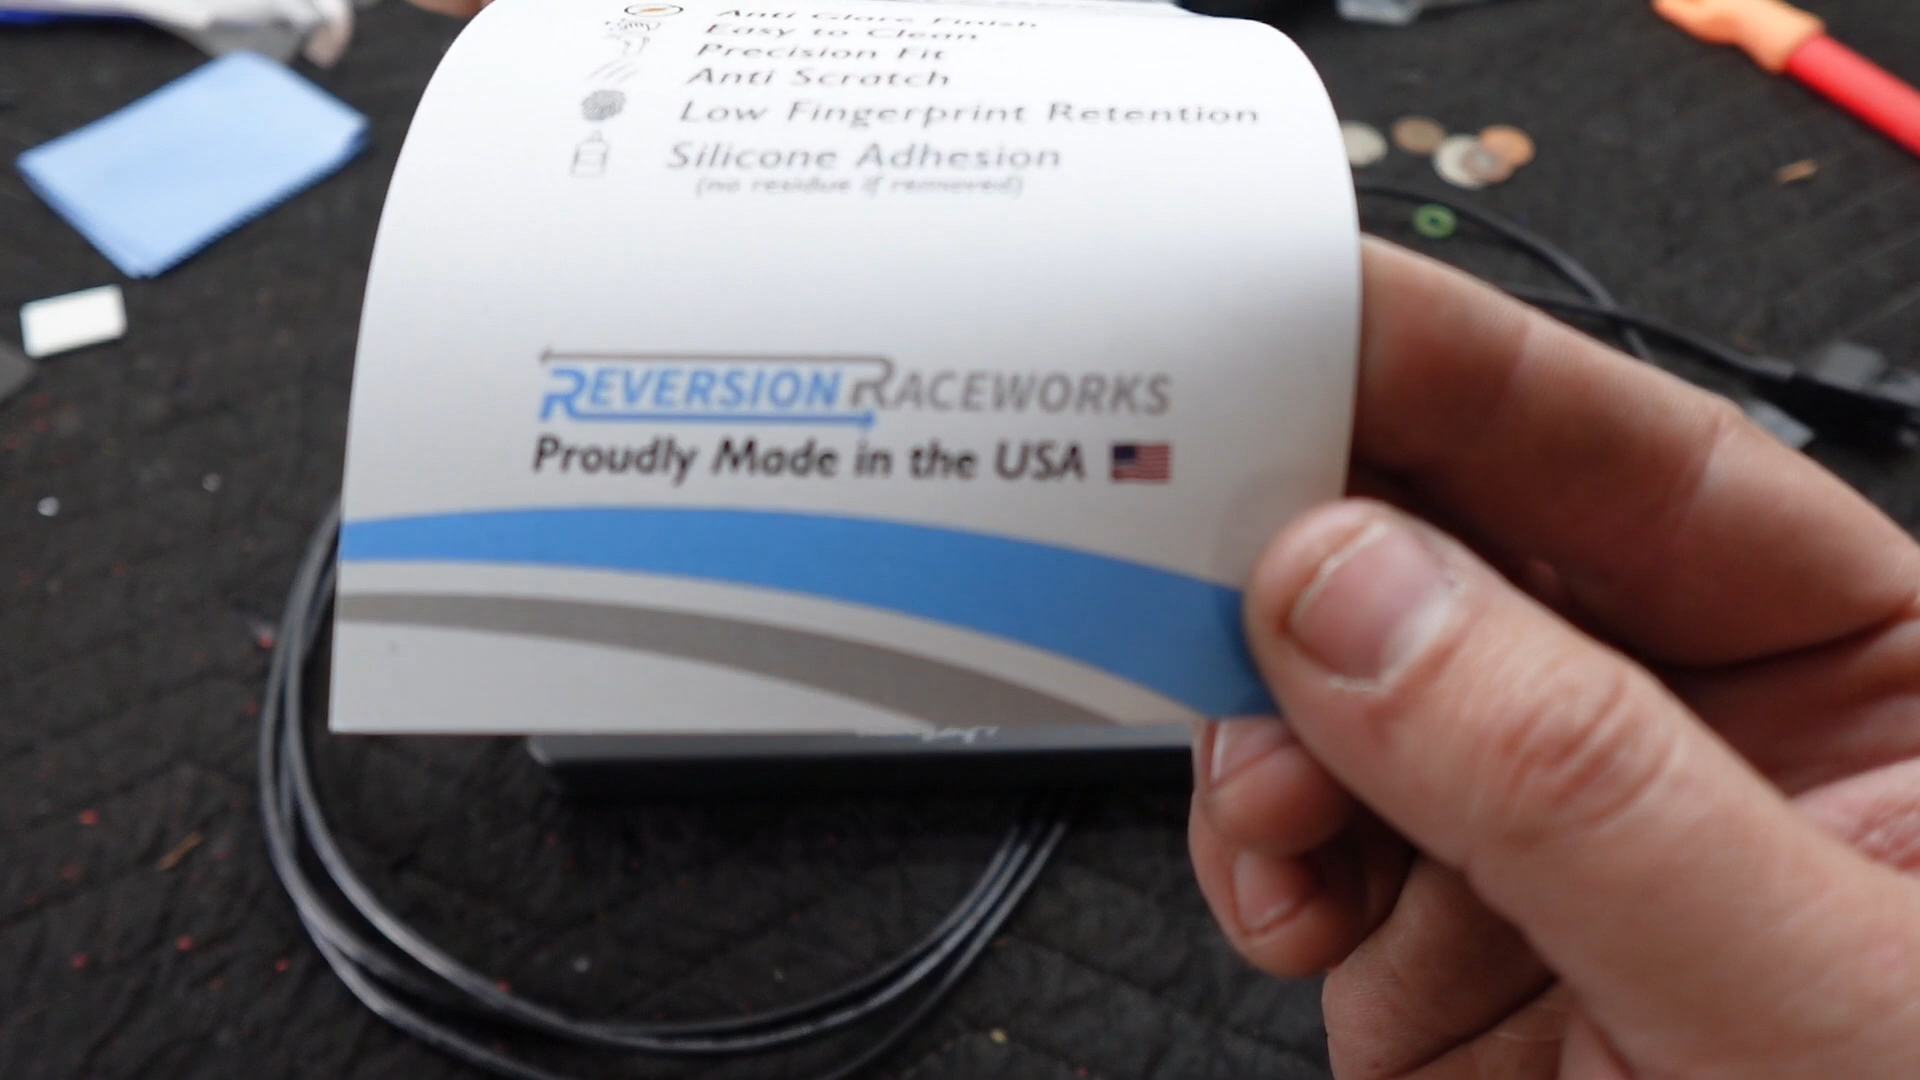 Anti Glare Finish
Easy to Clean
Precision Fit
Anti Scratch
Low Fingerprint Retention
Silicone Adhesion
(no residue if removed)
REVERSION RACEWORKS
Proudly Made in the USA